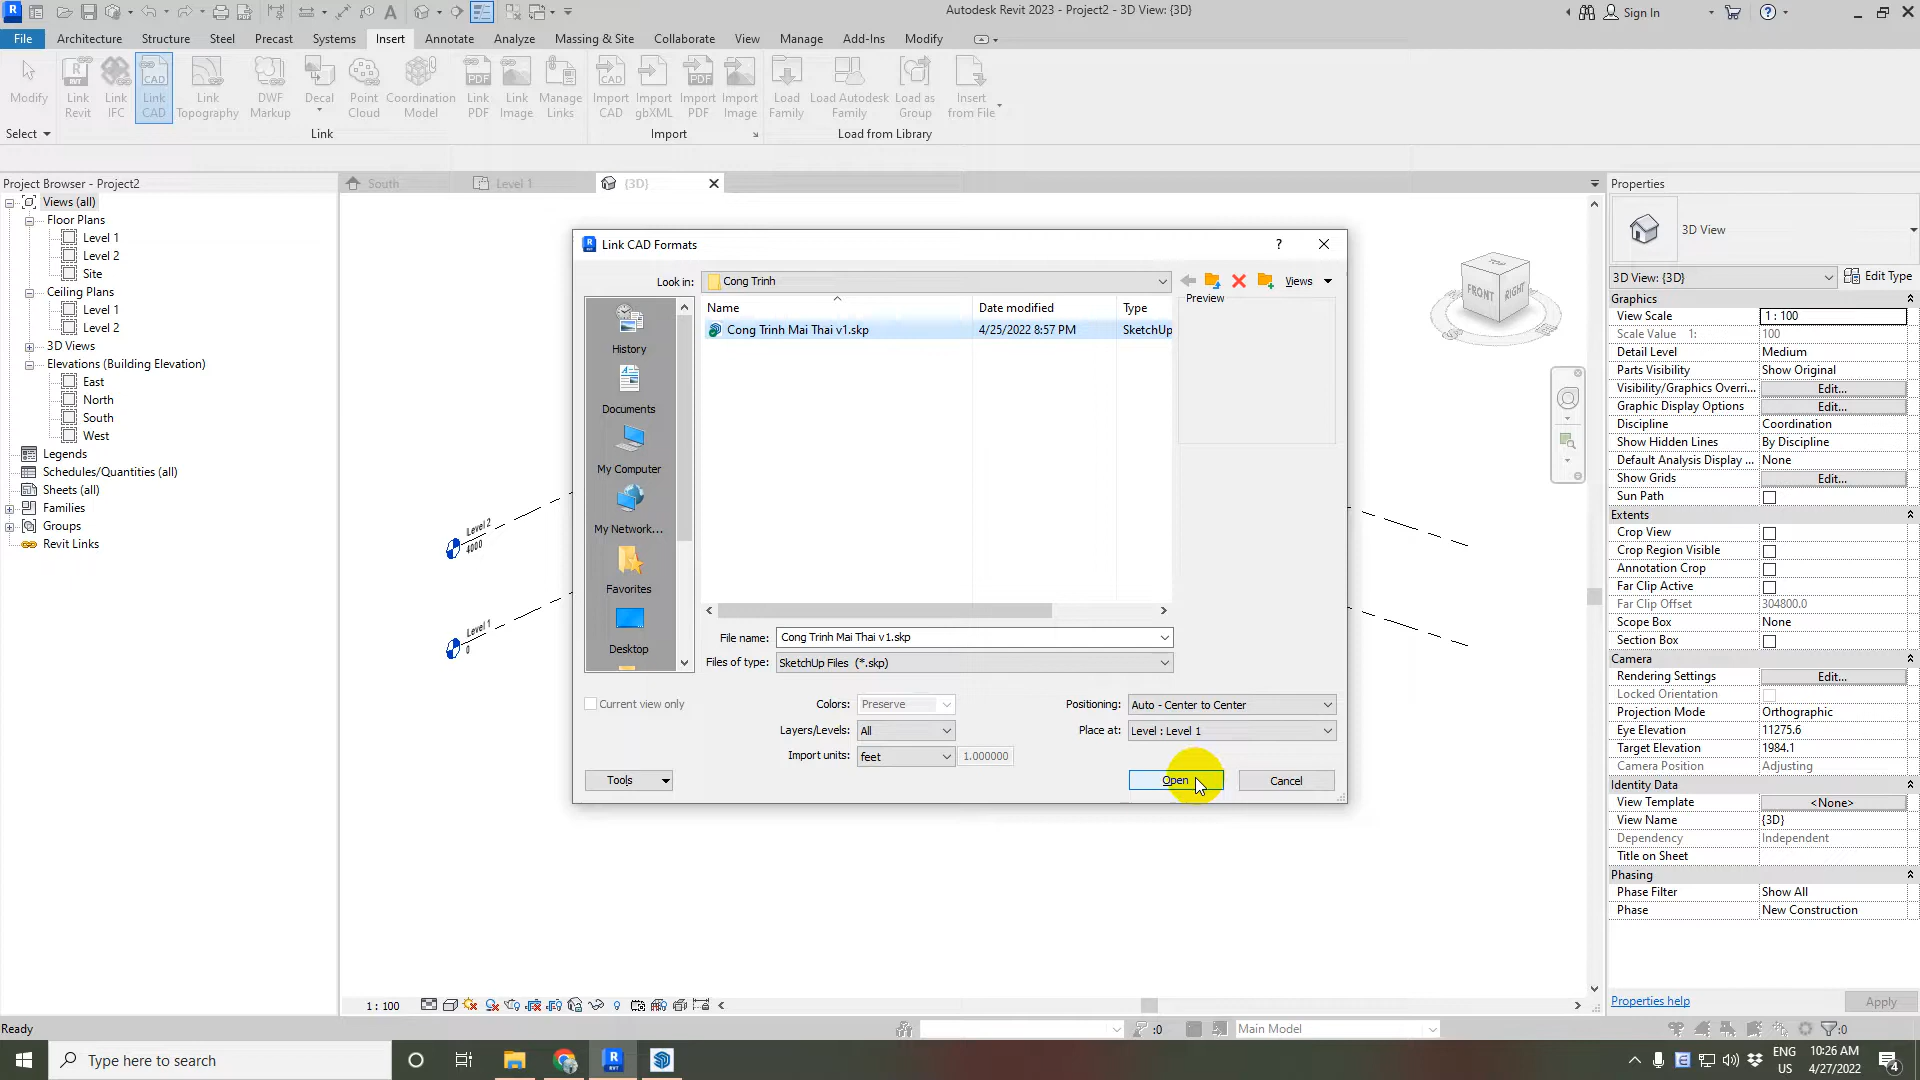 Autodesk Revit 2023 - Project2 - 3D View: {3D}
Sign In
File Architecture Structure Steel Precast Systems Insert Annotate Analyze Massing & Site Collaborate View Manage Add-Ins Modify
Modify
Link Revit
Link IFC
Link CAD
Link Topography
DWF Markup
Decal
Point Cloud
Coordination Model
Link PDF
Link Image
Manage Links
Import CAD
Import gbXML
Import PDF
Import Image
Load Family
Load Autodesk Family
Load as Group
Insert from File
Select
Link
Import
Load from Library
Project Browser - Project2
South
Level 1
{3D}
Properties
Views (all)
Floor Plans
Level 1
Level 2
Site
Ceiling Plans
Level 1
Level 2
3D Views
Elevations (Building Elevation)
East
North
South
West
Legends
Schedules/Quantities (all)
Sheets (all)
Families
Groups
Revit Links
Level 2
4000
Level 1
0
Link CAD Formats
Look in: Cong Trinh
Views
Preview
Name Date modified Type
Cong Trinh Mai Thai v1.skp 4/25/2022 8:57 PM SketchUp
History
Documents
My Computer
My Network...
Favorites
Desktop
File name: Cong Trinh Mai Thai v1.skp
Files of type: SketchUp Files (*.skp)
Current view only
Colors: Preserve
Layers/Levels: All
Import units: feet 1.000000
Positioning: Auto - Center to Center
Place at: Level : Level 1
Tools
Open
Cancel
TOP
FRONT
RIGHT
3D View
3D View: {3D} Edit Type
Graphics
View Scale 1 : 100
Scale Value 1: 100
Detail Level Medium
Parts Visibility Show Original
Visibility/Graphics Overri... Edit...
Graphic Display Options Edit...
Discipline Coordination
Show Hidden Lines By Discipline
Default Analysis Display ... None
Show Grids Edit...
Sun Path
Extents
Crop View
Crop Region Visible
Annotation Crop
Far Clip Active
Far Clip Offset 304800.0
Scope Box None
Section Box
Camera
Rendering Settings Edit...
Locked Orientation
Projection Mode Orthographic
Eye Elevation 11275.6
Target Elevation 1984.1
Camera Position Adjusting
Identity Data
View Template <None>
View Name {3D}
Dependency Independent
Title on Sheet
Phasing
Phase Filter Show All
Phase New Construction
Properties help
Apply
1 : 100
Ready
:0
Main Model
:0
Type here to search
ENG
US
10:26 AM
4/27/2022
4